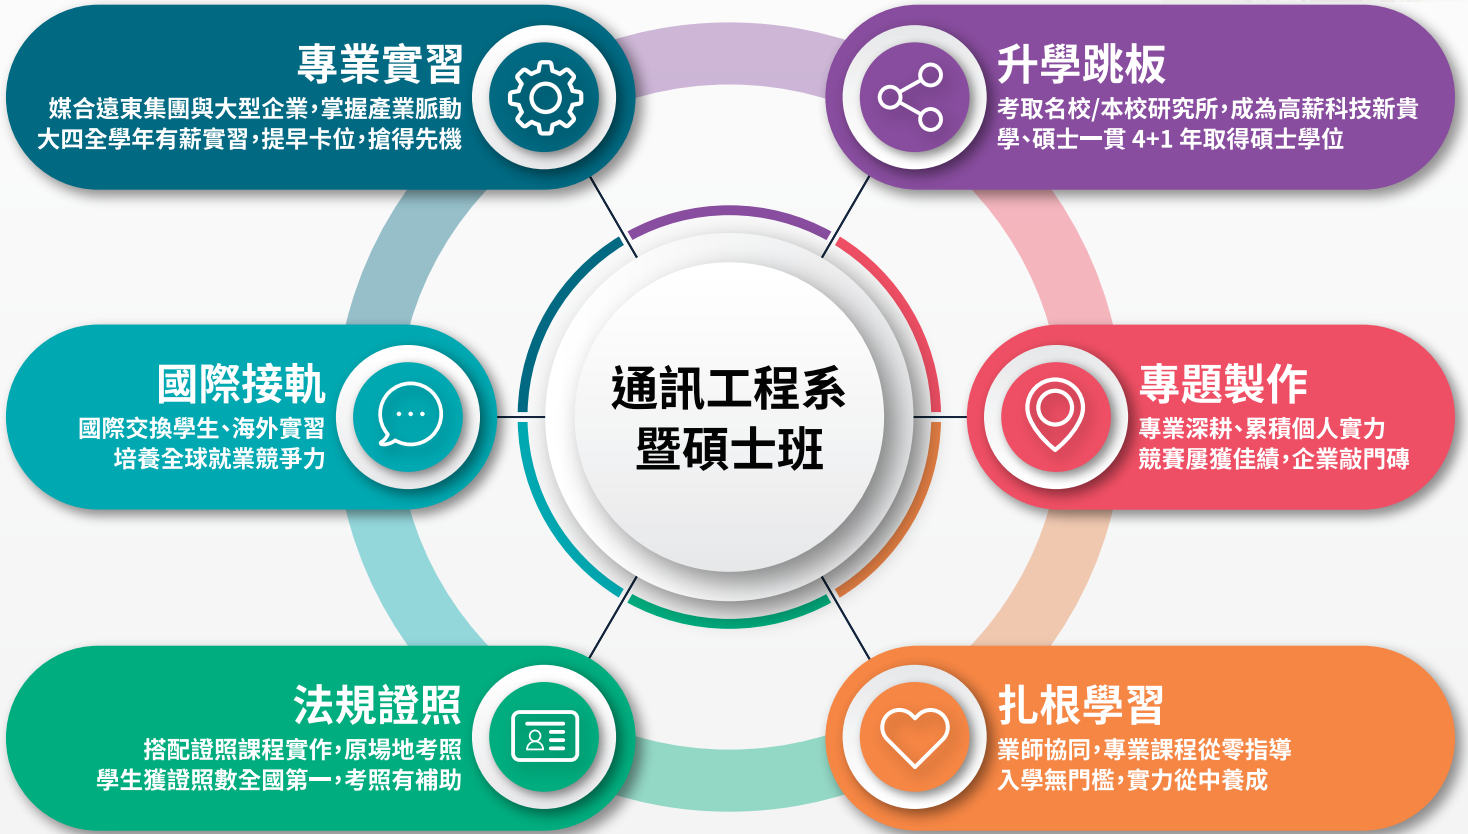 專業實習
媒合遠東集團與大型企業,掌握產業脈動
大四全學年有薪實習,提早卡位,搶得先機
升學跳板
考取名校/本校研究所,成為高薪科技新貴
學、碩士一貫 4+1 年取得碩士學位
國際接軌
國際交換學生、海外實習
培養全球就業競爭力
通訊工程系
暨碩士班
專題製作
專業深耕、累積個人實力
競賽屢獲佳績,企業敲門磚
法規證照
搭配證照課程實作,原場地考照
學生獲證照數全國第一,考照有補助
扎根學習
業師協同,專業課程從零指導
入學無門檻,實力從中養成